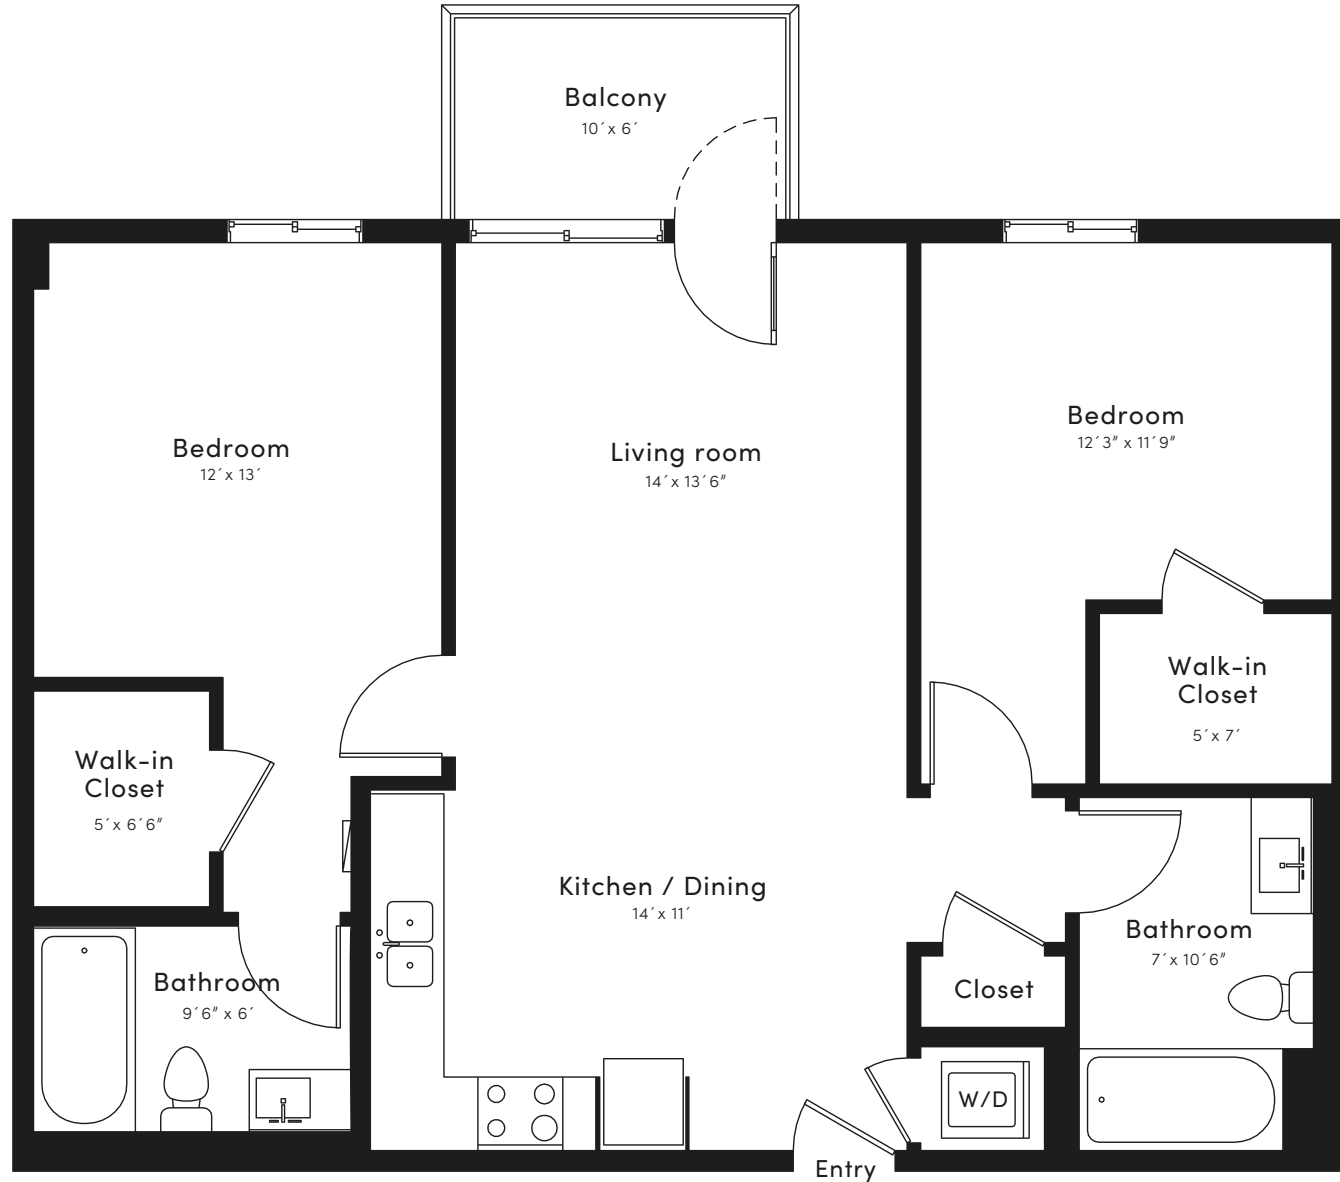 Balcony
10´ x 6´
Bedroom
12´ x 13´
Living room
14´ x 13´6″
Bedroom
12´3″ x 11´9″
Walk-in
Closet
5´ x 7´
Walk-in
Closet
5´ x 6´6″
Kitchen / Dining
14´ x 11´
Bathroom
7´ x 10´6″
Bathroom
9´6″ x 6´
Closet
W/D
Entry